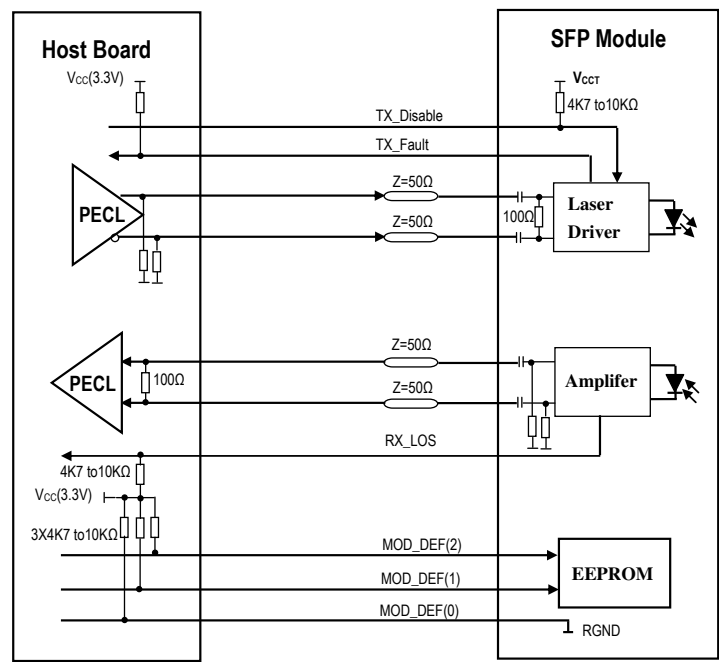 Host Board
SFP Module
Vcc(3.3V)
VCCT
4K7 to10KΩ
TX_Disable
TX_Fault
PECL
Z=50Ω
Z=50Ω
100Ω
Laser
Driver
PECL
100Ω
Z=50Ω
Z=50Ω
Amplifer
RX_LOS
4K7 to10KΩ
Vcc(3.3V)
3X4K7 to10KΩ
MOD_DEF(2)
MOD_DEF(1)
MOD_DEF(0)
EEPROM
RGND